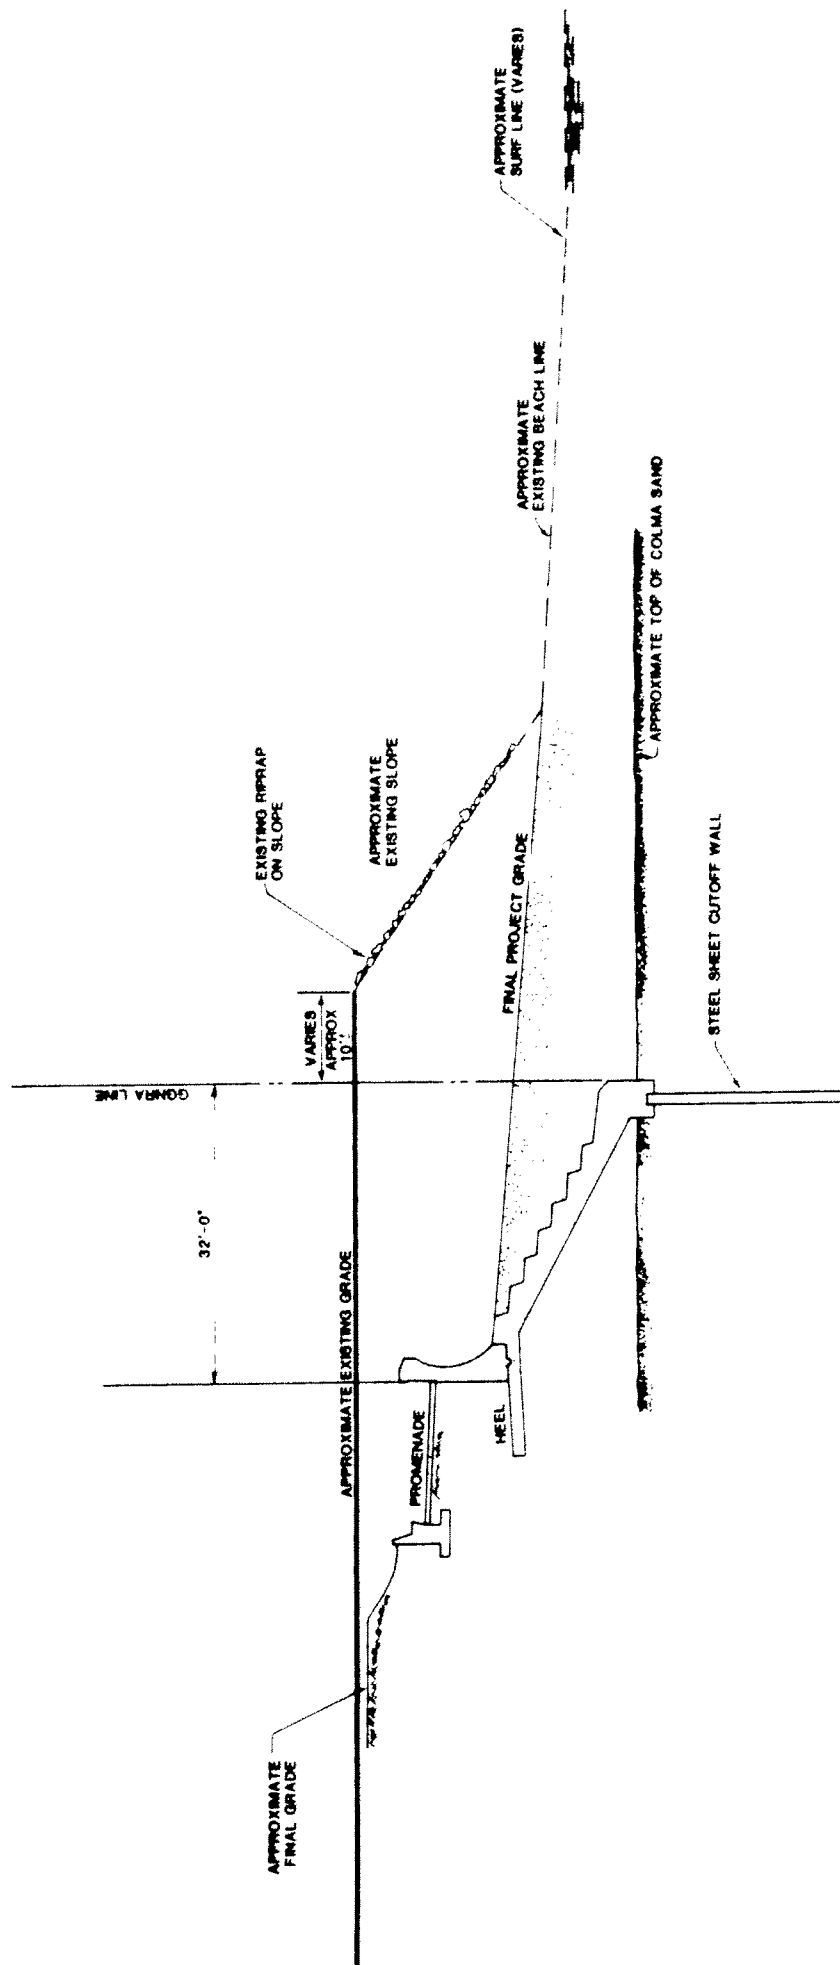 APPROXIMATE
FINAL GRADE
APPROXIMATE EXISTING GRADE
PROMENADE
HEEL
32'-0"
GGNRA LINE
VARIES
APPROX
10'
EXISTING RIPRAP
ON SLOPE
APPROXIMATE
EXISTING SLOPE
FINAL PROJECT GRADE
STEEL SHEET CUTOFF WALL
APPROXIMATE TOP OF COLMA SAND
APPROXIMATE
EXISTING BEACH LINE
APPROXIMATE
SURF LINE (VARIES)